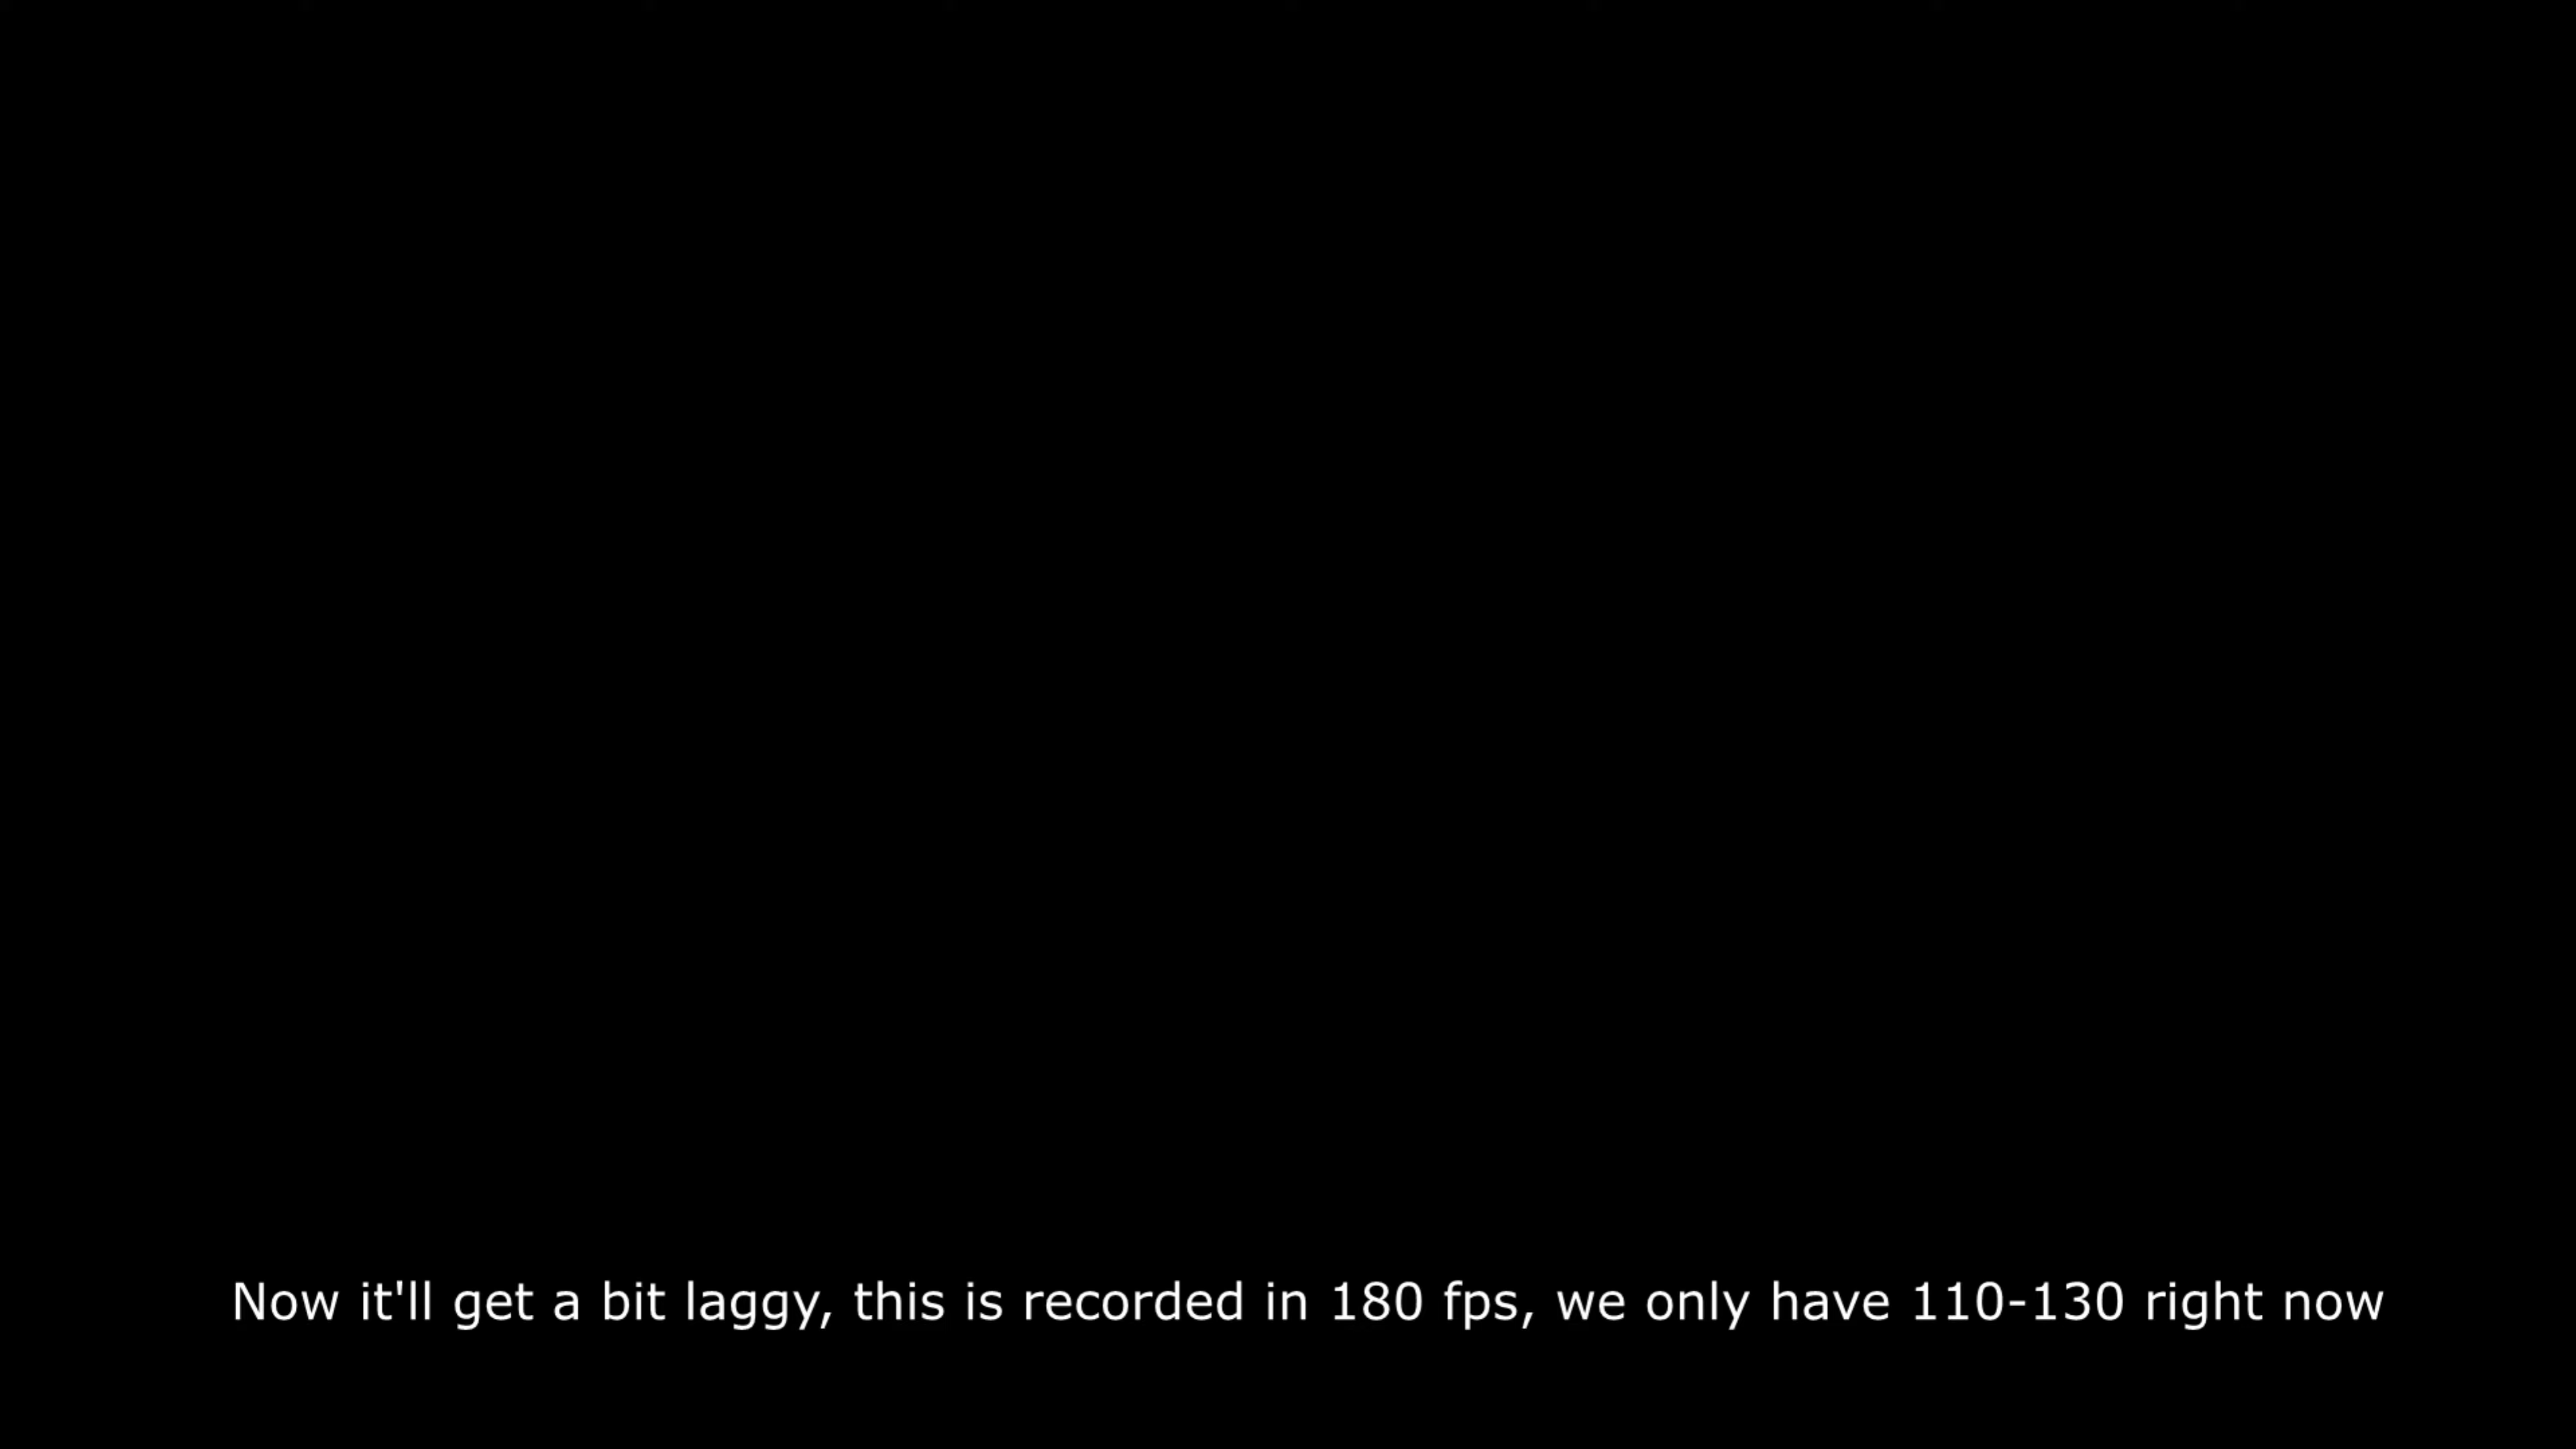 Now it'll get a bit laggy, this is recorded in 180 fps, we only have 110-130 right now